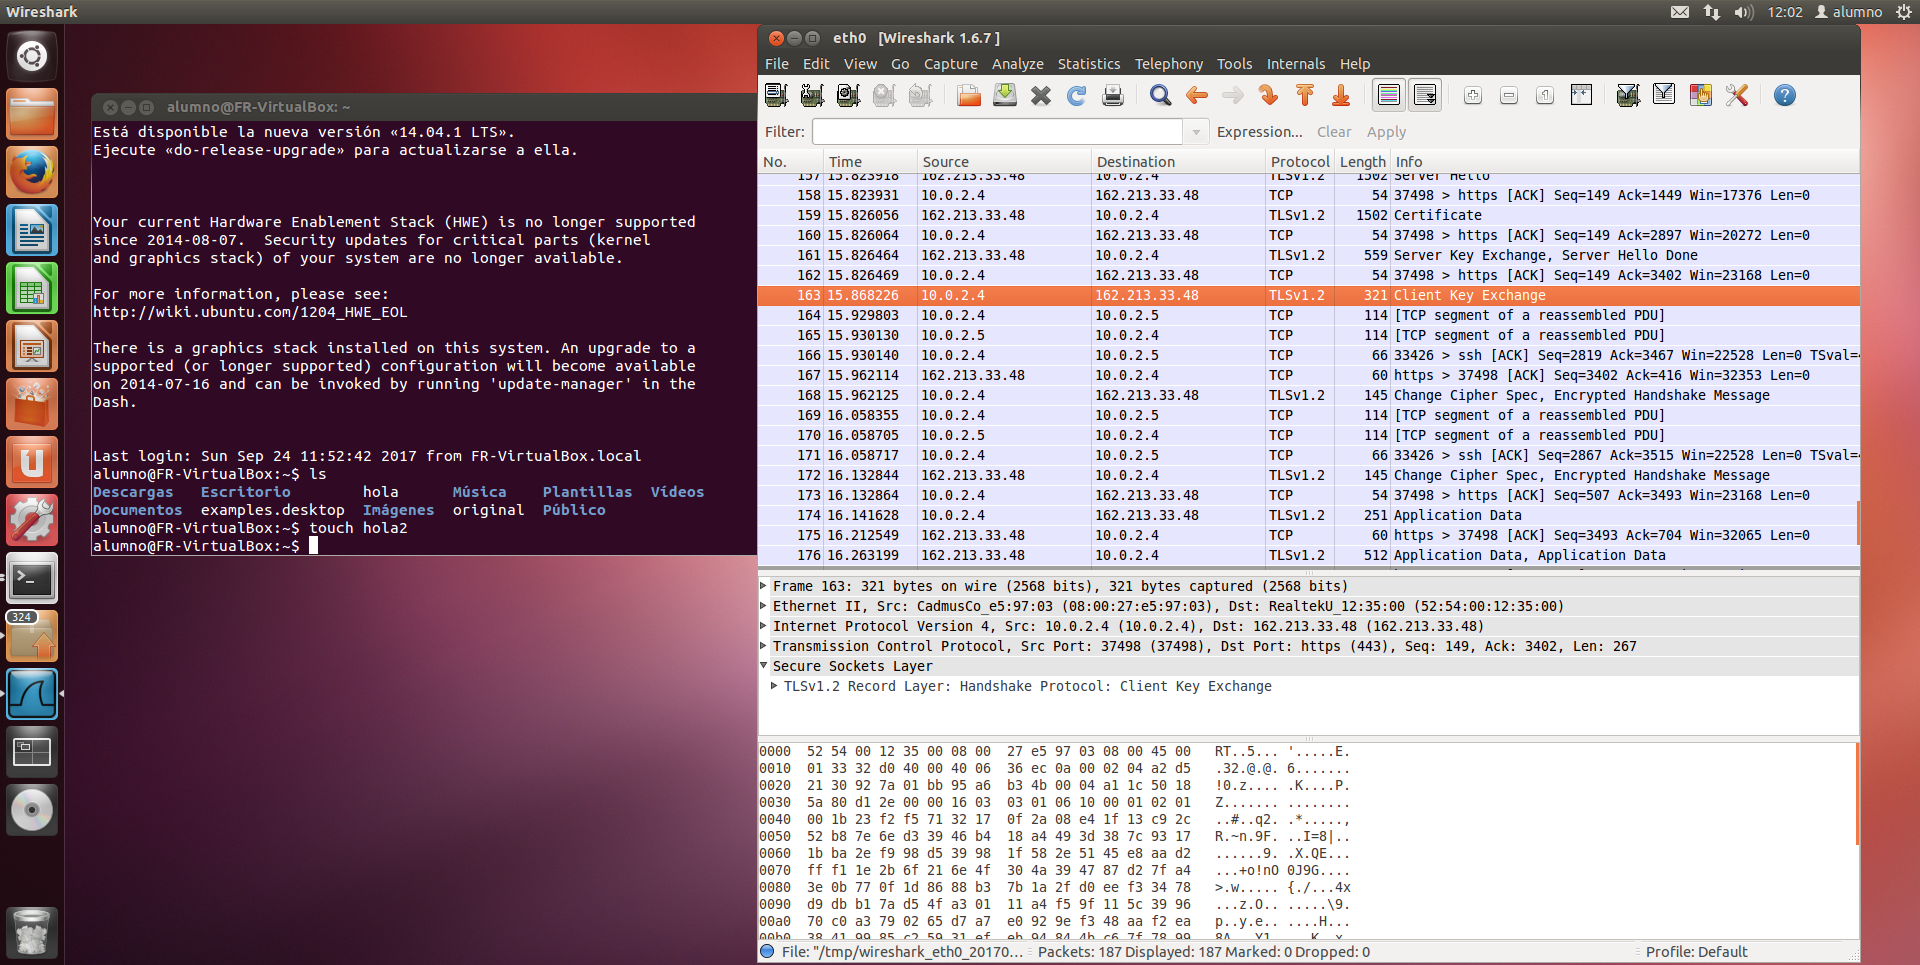 Wireshark
12:02 alumno
alumno@FR-VirtualBox: ~
Está disponible la nueva versión «14.04.1 LTS».
Ejecute «do-release-upgrade» para actualizarse a ella.
Your current Hardware Enablement Stack (HWE) is no longer supported
since 2014-08-07.  Security updates for critical parts (kernel
and graphics stack) of your system are no longer available.
For more information, please see:
http://wiki.ubuntu.com/1204_HWE_EOL
There is a graphics stack installed on this system. An upgrade to a
supported (or longer supported) configuration will become available
on 2014-07-16 and can be invoked by running 'update-manager' in the
Dash.
Last login: Sun Sep 24 11:52:42 2017 from FR-VirtualBox.local
alumno@FR-VirtualBox:~$ ls
Descargas Escritorio hola Música Plantillas Vídeos
Documentos examples.desktop Imágenes original Público
alumno@FR-VirtualBox:~$ touch hola2
alumno@FR-VirtualBox:~$
324
eth0 [Wireshark 1.6.7 ]
File Edit View Go Capture Analyze Statistics Telephony Tools Internals Help
Filter: Expression... Clear Apply
No. Time Source Destination Protocol Length Info
157 15.823918 162.213.33.48 10.0.2.4 TLSv1.2 1502 Server Hello
158 15.823931 10.0.2.4 162.213.33.48 TCP 54 37498 > https [ACK] Seq=149 Ack=1449 Win=17376 Len=0
159 15.826056 162.213.33.48 10.0.2.4 TLSv1.2 1502 Certificate
160 15.826064 10.0.2.4 162.213.33.48 TCP 54 37498 > https [ACK] Seq=149 Ack=2897 Win=20272 Len=0
161 15.826464 162.213.33.48 10.0.2.4 TLSv1.2 559 Server Key Exchange, Server Hello Done
162 15.826469 10.0.2.4 162.213.33.48 TCP 54 37498 > https [ACK] Seq=149 Ack=3402 Win=23168 Len=0
163 15.868226 10.0.2.4 162.213.33.48 TLSv1.2 321 Client Key Exchange
164 15.929803 10.0.2.4 10.0.2.5 TCP 114 [TCP segment of a reassembled PDU]
165 15.930130 10.0.2.5 10.0.2.4 TCP 114 [TCP segment of a reassembled PDU]
166 15.930140 10.0.2.4 10.0.2.5 TCP 66 33426 > ssh [ACK] Seq=2819 Ack=3467 Win=22528 Len=0 TSval=
167 15.962114 162.213.33.48 10.0.2.4 TCP 60 https > 37498 [ACK] Seq=3402 Ack=416 Win=32353 Len=0
168 15.962125 10.0.2.4 162.213.33.48 TLSv1.2 145 Change Cipher Spec, Encrypted Handshake Message
169 16.058355 10.0.2.4 10.0.2.5 TCP 114 [TCP segment of a reassembled PDU]
170 16.058705 10.0.2.5 10.0.2.4 TCP 114 [TCP segment of a reassembled PDU]
171 16.058717 10.0.2.4 10.0.2.5 TCP 66 33426 > ssh [ACK] Seq=2867 Ack=3515 Win=22528 Len=0 TSval=
172 16.132844 162.213.33.48 10.0.2.4 TLSv1.2 145 Change Cipher Spec, Encrypted Handshake Message
173 16.132864 10.0.2.4 162.213.33.48 TCP 54 37498 > https [ACK] Seq=507 Ack=3493 Win=23168 Len=0
174 16.141628 10.0.2.4 162.213.33.48 TLSv1.2 251 Application Data
175 16.212549 162.213.33.48 10.0.2.4 TCP 60 https > 37498 [ACK] Seq=3493 Ack=704 Win=32065 Len=0
176 16.263199 162.213.33.48 10.0.2.4 TLSv1.2 512 Application Data, Application Data
Frame 163: 321 bytes on wire (2568 bits), 321 bytes captured (2568 bits)
Ethernet II, Src: CadmusCo_e5:97:03 (08:00:27:e5:97:03), Dst: RealtekU_12:35:00 (52:54:00:12:35:00)
Internet Protocol Version 4, Src: 10.0.2.4 (10.0.2.4), Dst: 162.213.33.48 (162.213.33.48)
Transmission Control Protocol, Src Port: 37498 (37498), Dst Port: https (443), Seq: 149, Ack: 3402, Len: 267
Secure Sockets Layer
TLSv1.2 Record Layer: Handshake Protocol: Client Key Exchange
0000 52 54 00 12 35 00 08 00 27 e5 97 03 08 00 45 00 RT..5... '.....E.
0010 01 33 32 d0 40 00 40 06 36 ec 0a 00 02 04 a2 d5 .32.@.@. 6.......
0020 21 30 92 7a 01 bb 95 a6 b3 4b 00 04 a1 1c 50 18 !0.z.... .K....P.
0030 5a 80 d1 2e 00 00 16 03 03 01 06 10 00 01 02 01 Z....... ........
0040 00 1b 23 f2 f5 71 32 17 0f 2a 08 e4 1f 13 c9 2c ..#..q2. .*.....,
0050 52 b8 7e 6e d3 39 46 b4 18 a4 49 3d 38 7c 93 17 R.~n.9F. ..I=8|..
0060 1b ba 2e f9 98 d5 39 98 1f 58 2e 51 45 e8 aa d2 ......9. .X.QE...
0070 ff f1 1e 2b 6f 21 6e 4f 30 4a 39 47 87 d2 7f a4 ...+o!nO 0J9G....
0080 3e 0b 77 0f 1d 86 88 b3 7b 1a 2f d0 ee f3 34 78 >.w..... {./...4x
0090 d9 db b1 7a d5 4f a3 01 11 a4 f5 9f 11 5c 39 96 ...z.O.. .....\9.
00a0 70 c0 a3 79 02 65 d7 a7 e0 92 9e f3 48 aa f2 ea p..y.e.. ....H...
00b0 38 41 99 85 c2 59 31 ef eb 94 84 4b c6 7f 78 99 8A...Y1. ...K..x.
File: "/tmp/wireshark_eth0_20170... Packets: 187 Displayed: 187 Marked: 0 Dropped: 0 Profile: Default